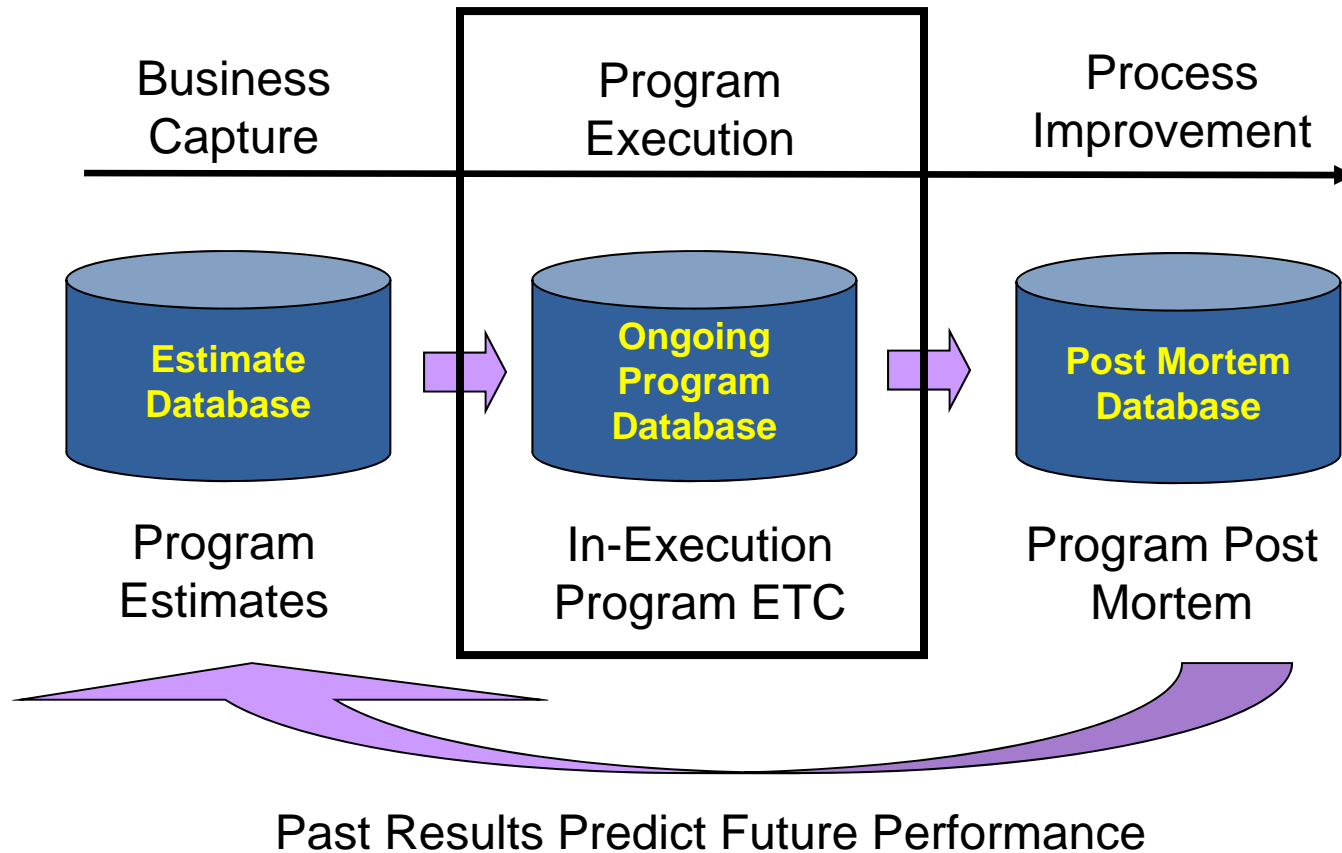 Business
Capture
Program
Execution
Process
Improvement
Estimate
Database
Ongoing
Program
Database
Post Mortem
Database
Program
Estimates
In-Execution
Program ETC
Program Post
Mortem
Past Results Predict Future Performance